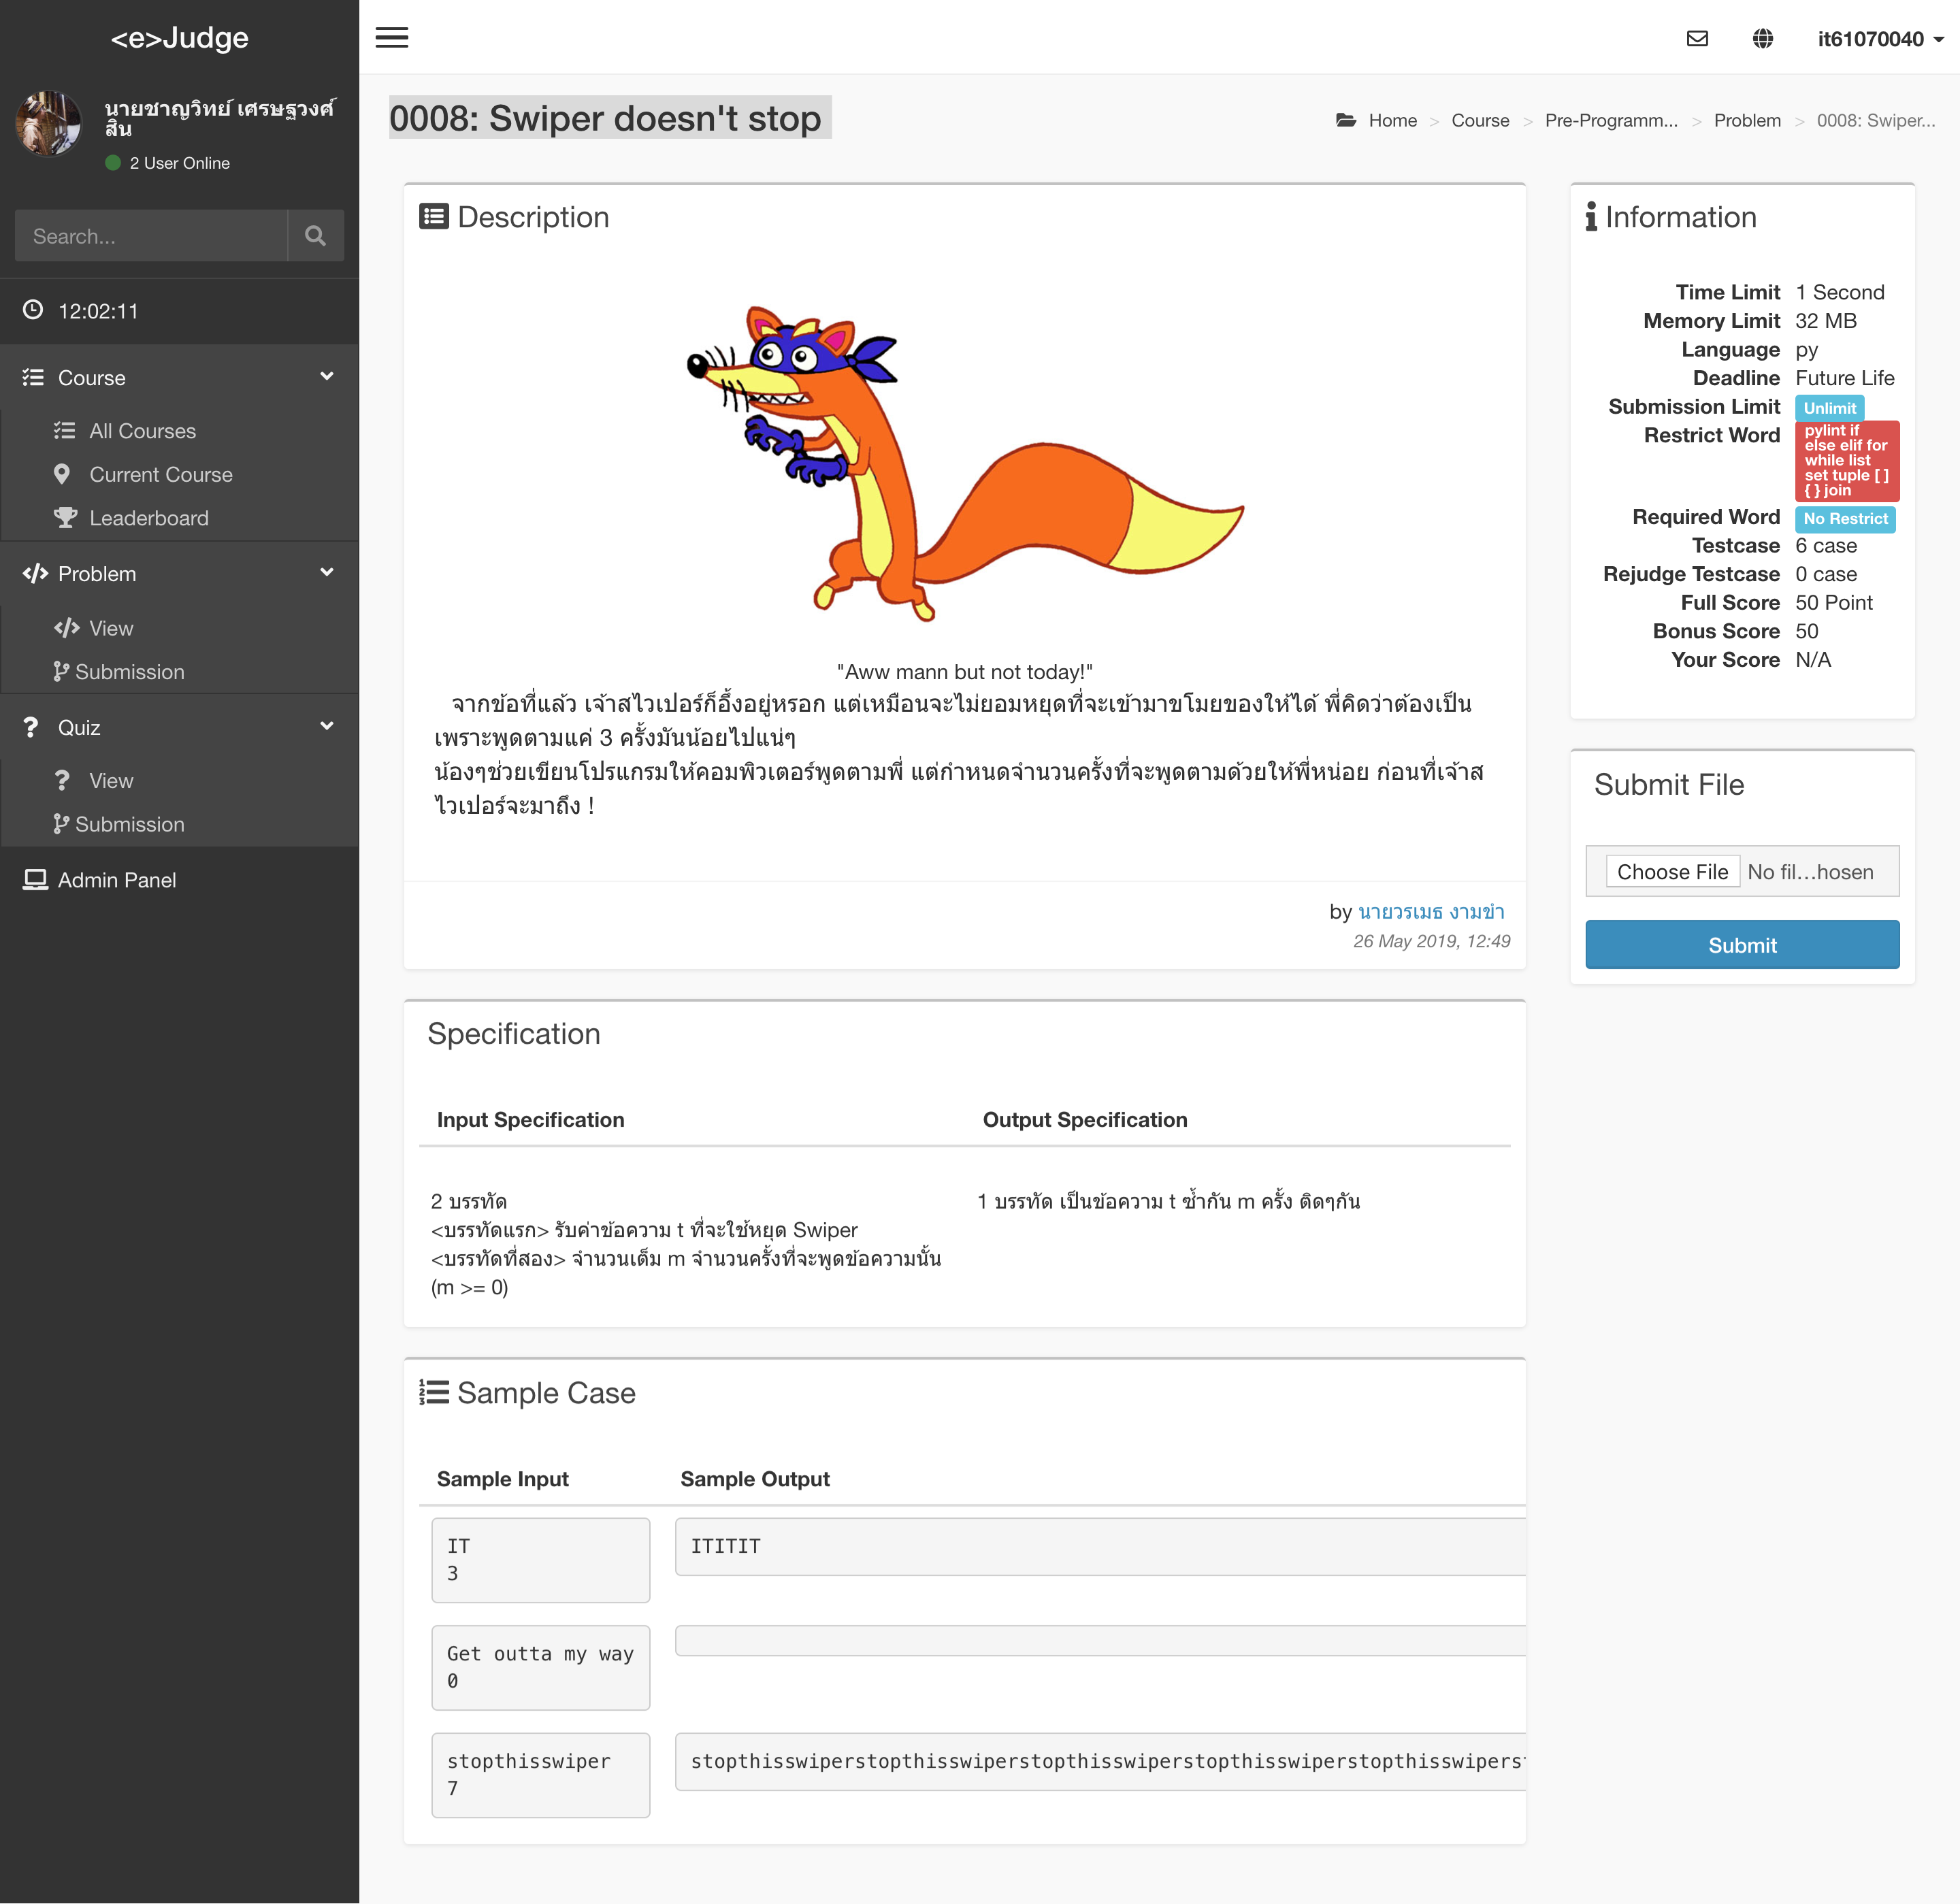 <e>Judge
นายชาญวิทย์ เศรษฐวงศ์
สิน
2 User Online
Search...
12:02:11
Course
All Courses
Current Course
Leaderboard
Problem
View
Submission
Quiz
View
Submission
Admin Panel
it61070040
0008: Swiper doesn't stop
Home > Course > Pre-Programm... > Problem > 0008: Swiper...
Description
"Aww mann but not today!"
จากข้อที่แล้ว เจ้าสไวเปอร์ก็อึ้งอยู่หรอก แต่เหมือนจะไม่ยอมหยุดที่จะเข้ามาขโมยของให้ได้ พี่คิดว่าต้องเป็น
เพราะพูดตามแค่ 3 ครั้งมันน้อยไปแน่ๆ
น้องๆช่วยเขียนโปรแกรมให้คอมพิวเตอร์พูดตามพี่ แต่กำหนดจำนวนครั้งที่จะพูดตามด้วยให้พี่หน่อย ก่อนที่เจ้าส
ไวเปอร์จะมาถึง !
by นายวรเมธ งามขำ
26 May 2019, 12:49
Information
Time Limit 1 Second
Memory Limit 32 MB
Language py
Deadline Future Life
Submission Limit Unlimit
Restrict Word pylint if
else elif for
while list
set tuple [ ]
{ } join
Required Word No Restrict
Testcase 6 case
Rejudge Testcase 0 case
Full Score 50 Point
Bonus Score 50
Your Score N/A
Submit File
Choose File No fil...hosen
Submit
Specification
Input Specification
Output Specification
2 บรรทัด
<บรรทัดแรก> รับค่าข้อความ t ที่จะใช้หยุด Swiper
<บรรทัดที่สอง> จำนวนเต็ม m จำนวนครั้งที่จะพูดข้อความนั้น
(m >= 0)
1 บรรทัด เป็นข้อความ t ซ้ำกัน m ครั้ง ติดๆกัน
Sample Case
Sample Input
Sample Output
IT
3
ITITIT
Get outta my way
0
stopthisswiper
7
stopthisswiperstopthisswiperstopthisswiperstopthisswiperstopthisswiperst